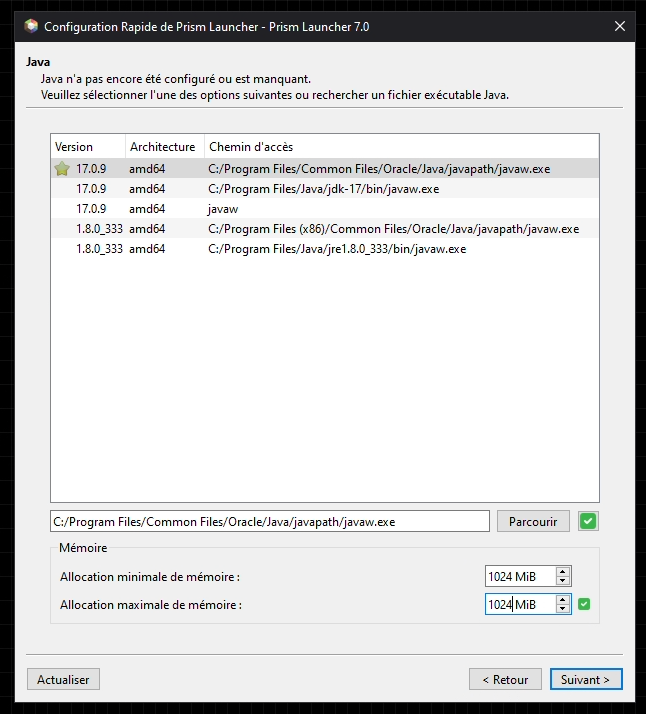 Configuration Rapide de Prism Launcher - Prism Launcher 7.0
Java
Java n'a pas encore été configuré ou est manquant.
Veuillez sélectionner l'une des options suivantes ou rechercher un fichier exécutable Java.
Version Architecture Chemin d'accès
17.0.9 amd64 C:/Program Files/Common Files/Oracle/Java/javapath/javaw.exe
17.0.9 amd64 C:/Program Files/Java/jdk-17/bin/javaw.exe
17.0.9 amd64 javaw
1.8.0_333 amd64 C:/Program Files (x86)/Common Files/Oracle/Java/javapath/javaw.exe
1.8.0_333 amd64 C:/Program Files/Java/jre1.8.0_333/bin/javaw.exe
C:/Program Files/Common Files/Oracle/Java/javapath/javaw.exe Parcourir
Mémoire
Allocation minimale de mémoire : 1024 MiB
Allocation maximale de mémoire : 1024 MiB
Actualiser < Retour Suivant >